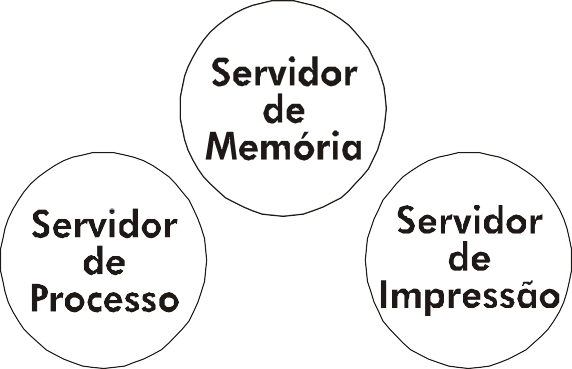 Servidor
de
Memória
Servidor
de
Processo
Servidor
de
Impressão